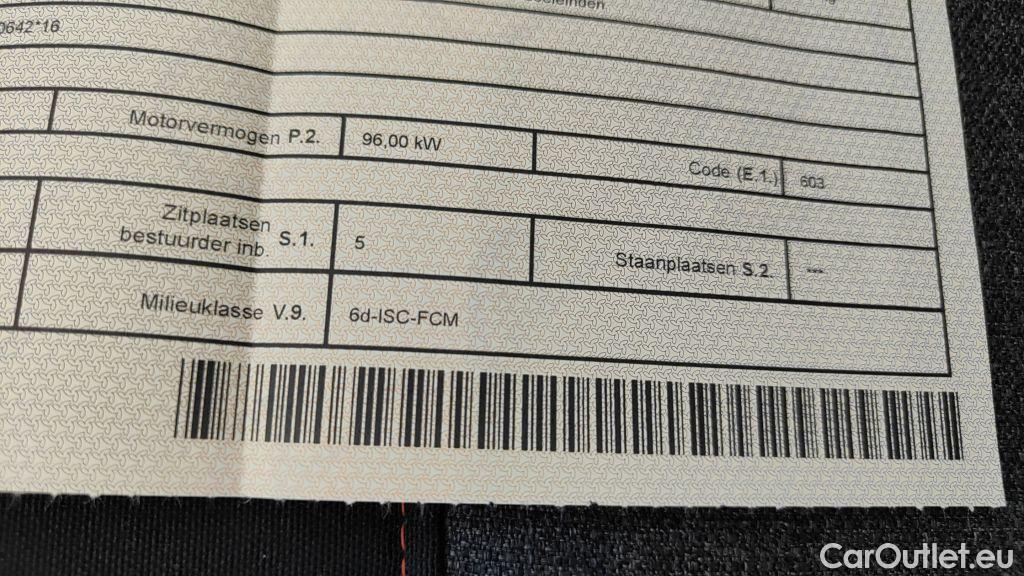 0642*16
Motorvermogen P.2. 96,00 kW Code (E.1.) 603
Zitplaatsen
bestuurder inb. S.1. 5 Staanplaatsen S.2. ---
Milieuklasse V.9. 6d-ISC-FCM
CarOutlet.eu